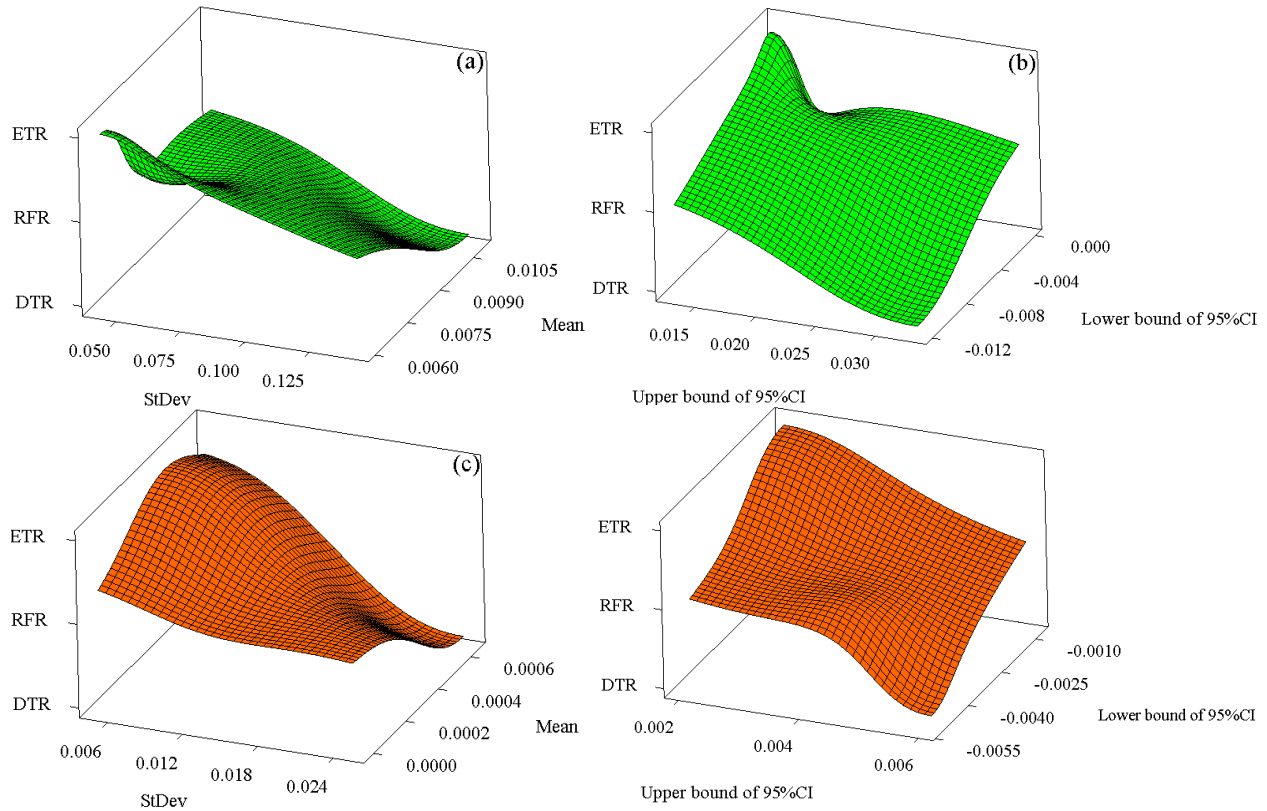 (a)
ETR
RFR
DTR
0.050
0.075
0.100
0.125
StDev
0.0105
0.0090
0.0075
0.0060
Mean
(b)
ETR
RFR
DTR
0.015
0.020
0.025
0.030
Upper bound of 95%CI
0.000
-0.004
-0.008
-0.012
Lower bound of 95%CI
(c)
ETR
RFR
DTR
0.006
0.012
0.018
0.024
StDev
0.0006
0.0004
0.0002
0.0000
Mean
ETR
RFR
DTR
0.002
0.004
0.006
Upper bound of 95%CI
-0.0010
-0.0025
-0.0040
-0.0055
Lower bound of 95%CI